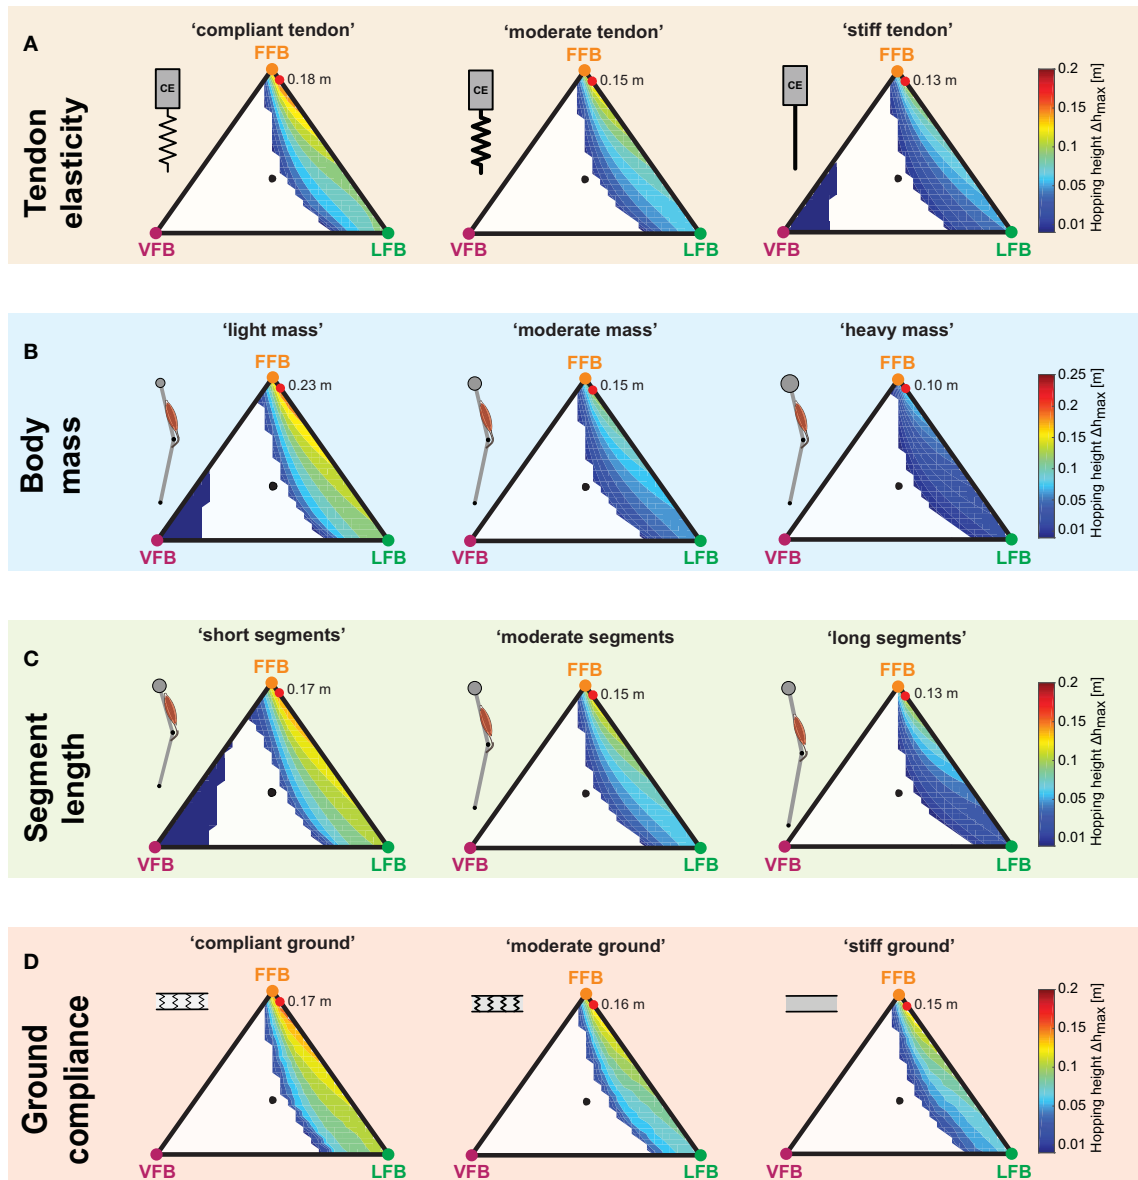 A
Tendon
elasticity
‘compliant tendon’
FFB
0.18 m
CE
VFB
LFB
‘moderate tendon’
FFB
0.15 m
CE
VFB
LFB
‘stiff tendon’
FFB
0.13 m
CE
VFB
LFB
0.2
0.15
0.1
0.05
0.01
Hopping height Δhmax [m]
B
Body
mass
‘light mass’
FFB
0.23 m
VFB
LFB
‘moderate mass’
FFB
0.15 m
VFB
LFB
‘heavy mass’
FFB
0.10 m
VFB
LFB
0.25
0.2
0.15
0.1
0.05
0.01
Hopping height Δhmax [m]
C
Segment
length
‘short segments’
FFB
0.17 m
VFB
LFB
‘moderate segments
FFB
0.15 m
VFB
LFB
‘long segments’
FFB
0.13 m
VFB
LFB
0.2
0.15
0.1
0.05
0.01
Hopping height Δhmax [m]
D
Ground
compliance
‘compliant ground’
FFB
0.17 m
VFB
LFB
‘moderate ground’
FFB
0.16 m
VFB
LFB
‘stiff ground’
FFB
0.15 m
VFB
LFB
0.2
0.15
0.1
0.05
0.01
Hopping height Δhmax [m]